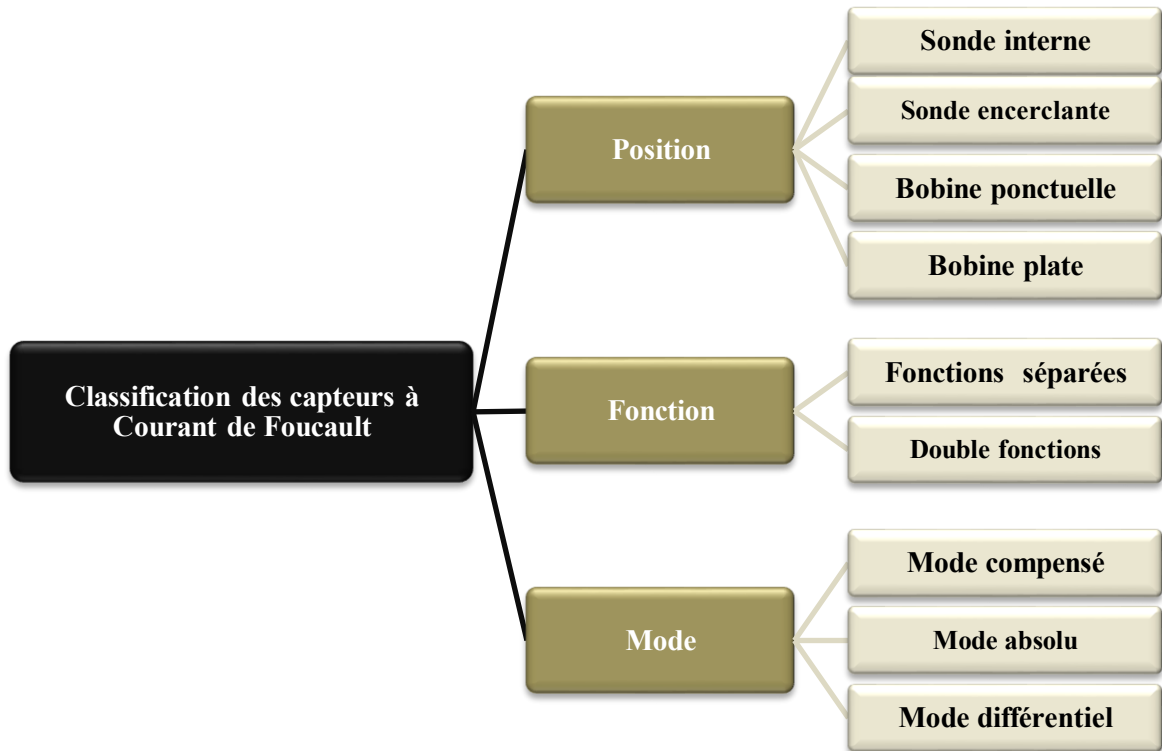 Classification des capteurs à
Courant de Foucault
Position
Sonde interne
Sonde encerclante
Bobine ponctuelle
Bobine plate
Fonction
Fonctions séparées
Double fonctions
Mode
Mode compensé
Mode absolu
Mode différentiel